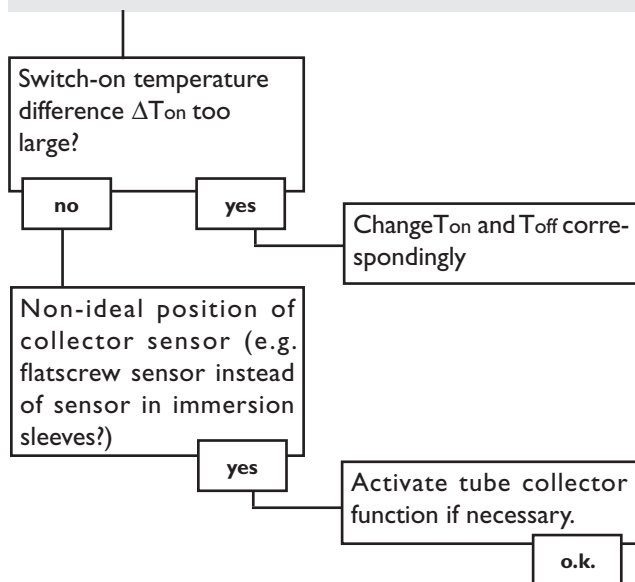 Switch-on temperature
difference ΔTon too
large?
no
yes
ChangeTon and Toff corre-
spondingly
Non-ideal position of
collector sensor (e.g.
flatscrew sensor instead
of sensor in immersion
sleeves?)
yes
Activate tube collector
function if necessary.
o.k.